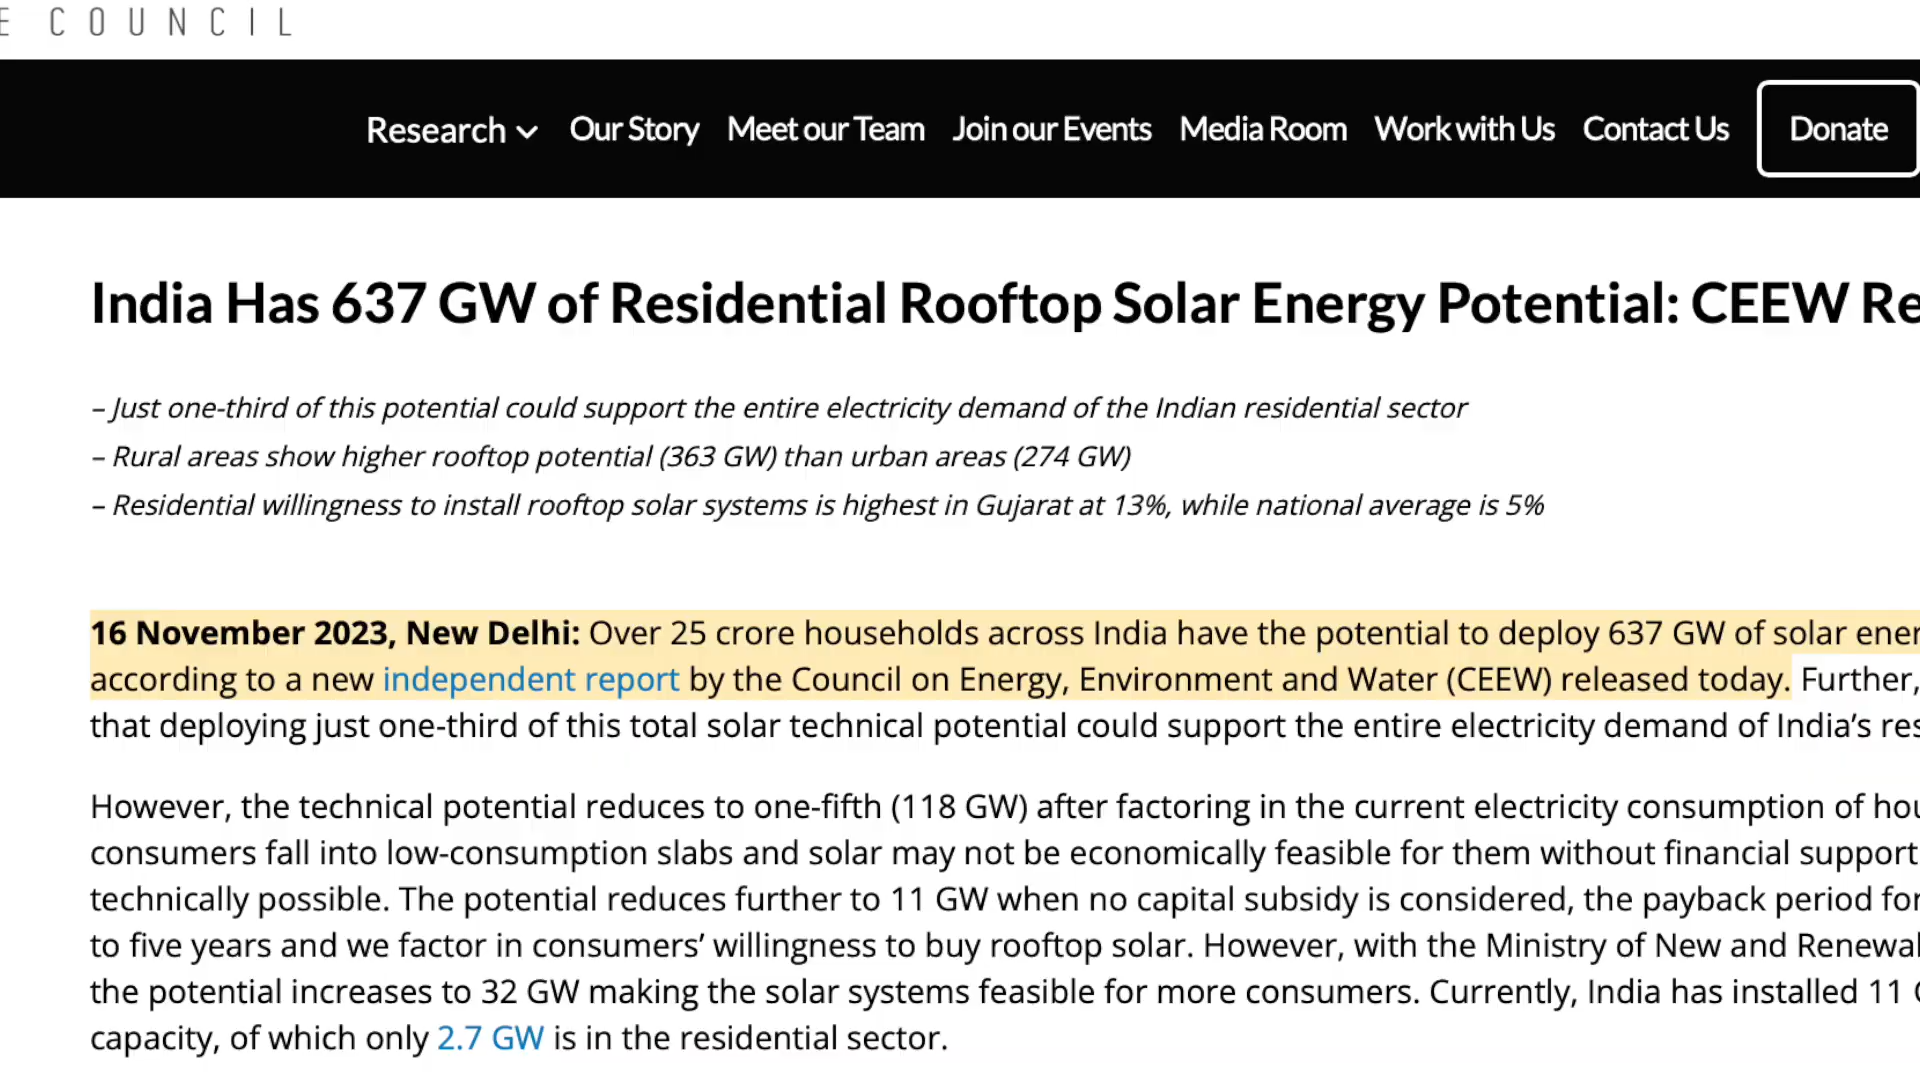 E COUNCIL
Research Our Story Meet our Team Join our Events Media Room Work with Us Contact Us Donate
India Has 637 GW of Residential Rooftop Solar Energy Potential: CEEW Re
– Just one-third of this potential could support the entire electricity demand of the Indian residential sector
– Rural areas show higher rooftop potential (363 GW) than urban areas (274 GW)
– Residential willingness to install rooftop solar systems is highest in Gujarat at 13%, while national average is 5%
16 November 2023, New Delhi: Over 25 crore households across India have the potential to deploy 637 GW of solar ener
according to a new independent report by the Council on Energy, Environment and Water (CEEW) released today. Further,
that deploying just one-third of this total solar technical potential could support the entire electricity demand of India’s res
However, the technical potential reduces to one-fifth (118 GW) after factoring in the current electricity consumption of hou
consumers fall into low-consumption slabs and solar may not be economically feasible for them without financial support
technically possible. The potential reduces further to 11 GW when no capital subsidy is considered, the payback period for
to five years and we factor in consumers’ willingness to buy rooftop solar. However, with the Ministry of New and Renewal
the potential increases to 32 GW making the solar systems feasible for more consumers. Currently, India has installed 11
capacity, of which only 2.7 GW is in the residential sector.